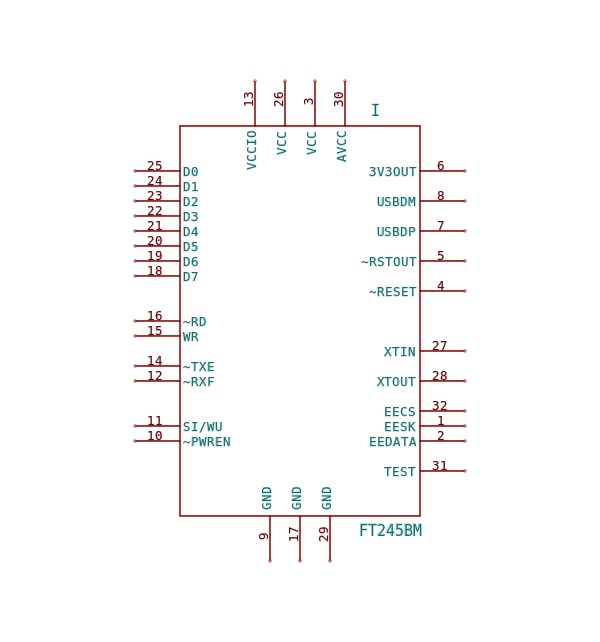 13 26 3 30
I
VCCIO VCC VCC AVCC
25 D0 3V3OUT 6
24 D1
23 D2 USBDM 8
22 D3
21 D4 USBDP 7
20 D5
19 D6 ~RSTOUT 5
18 D7
~RESET 4
16 ~RD
15 WR
XTIN 27
14 ~TXE
12 ~RXF XTOUT 28
EECS 32
11 SI/WU EESK 1
10 ~PWREN EEDATA 2
TEST 31
GND GND GND
9 17 29
FT245BM